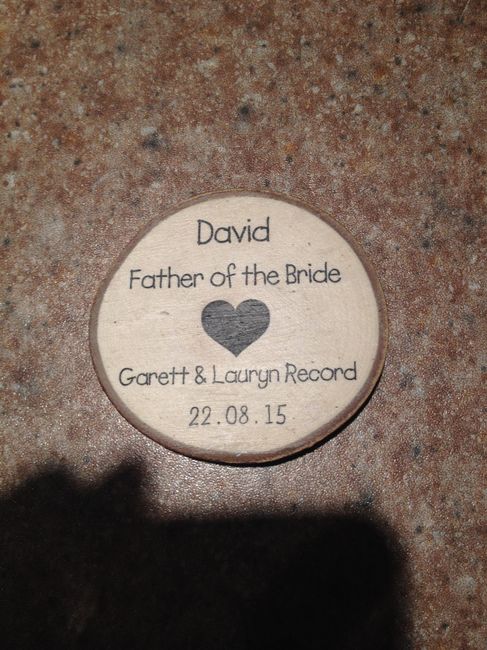 David
Father of the Bride
Garett & Lauryn Record
22.08.15